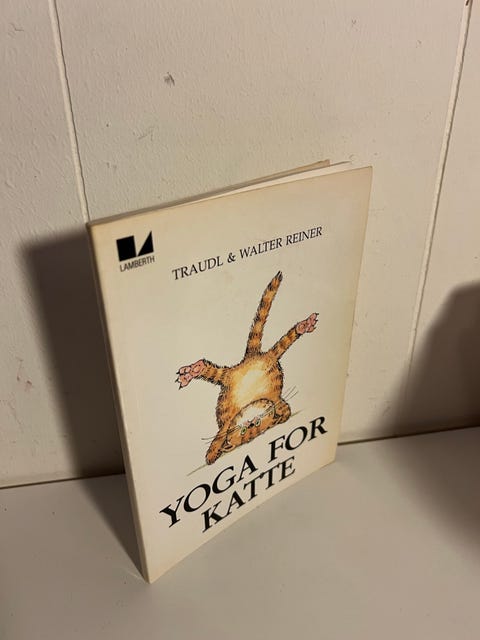 LAMBERTH
TRAUDL & WALTER REINER
YOGA FOR
KATTE